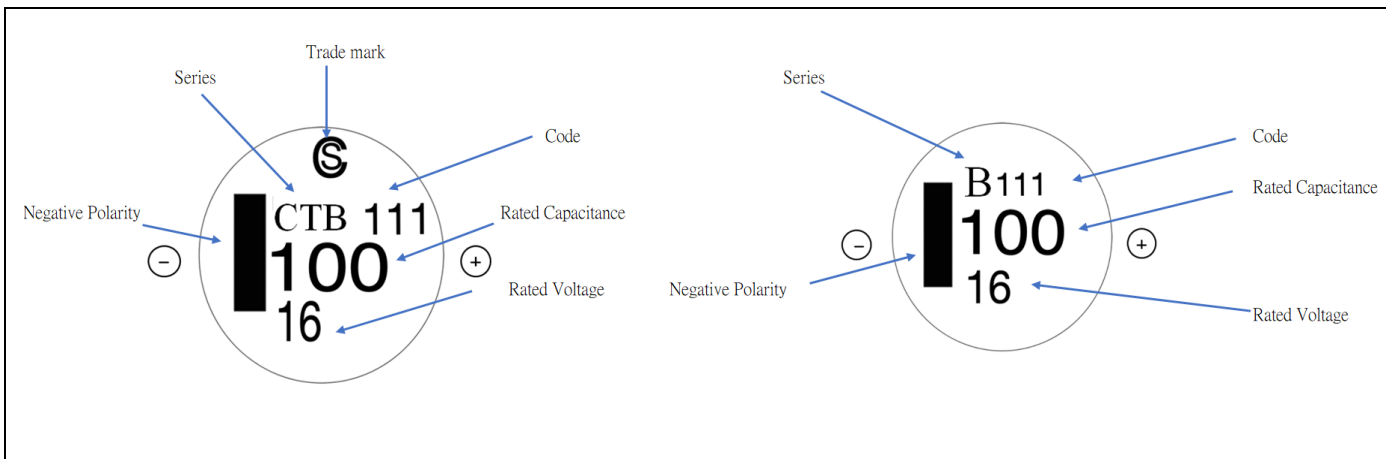 Trade mark
Series
CS
Code
CTB 111
Negative Polarity
Rated Capacitance
100
−
+
Rated Voltage
16
Series
Code
B111
Rated Capacitance
100
−
+
Negative Polarity
16
Rated Voltage